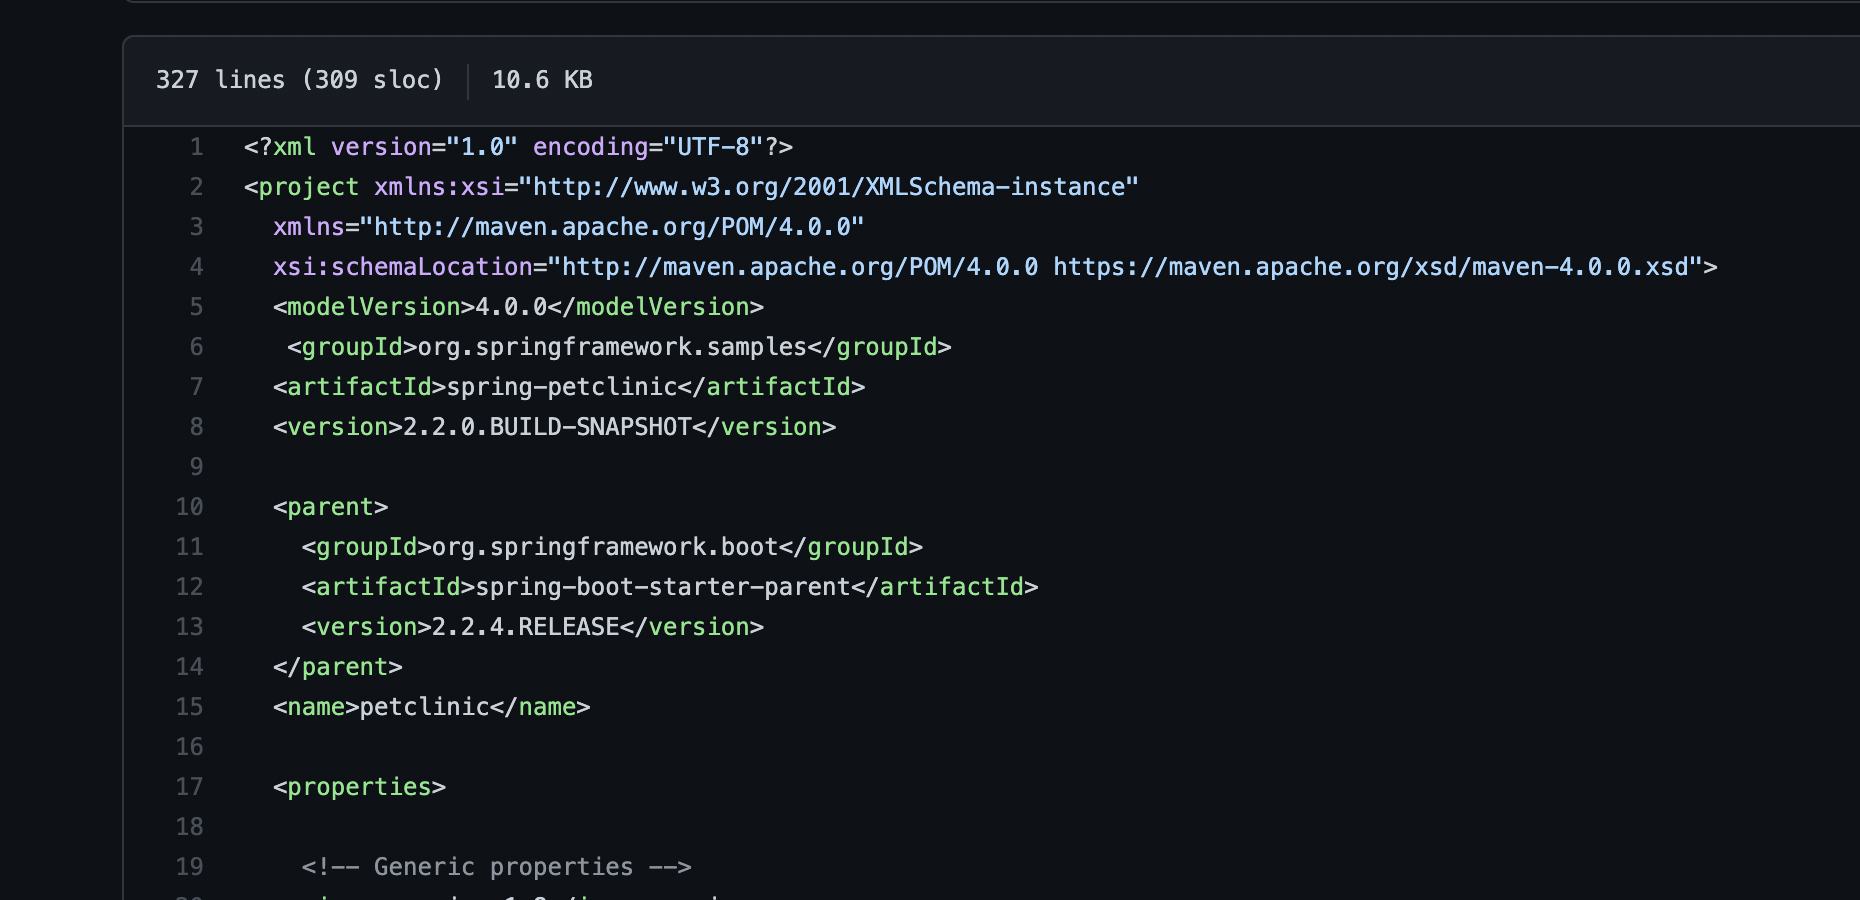 327 lines (309 sloc) 10.6 KB
1 <?xml version="1.0" encoding="UTF-8"?>
2 <project xmlns:xsi="http://www.w3.org/2001/XMLSchema-instance"
3 xmlns="http://maven.apache.org/POM/4.0.0"
4 xsi:schemaLocation="http://maven.apache.org/POM/4.0.0 https://maven.apache.org/xsd/maven-4.0.0.xsd">
5 <modelVersion>4.0.0</modelVersion>
6 <groupId>org.springframework.samples</groupId>
7 <artifactId>spring-petclinic</artifactId>
8 <version>2.2.0.BUILD-SNAPSHOT</version>
9
10 <parent>
11 <groupId>org.springframework.boot</groupId>
12 <artifactId>spring-boot-starter-parent</artifactId>
13 <version>2.2.4.RELEASE</version>
14 </parent>
15 <name>petclinic</name>
16
17 <properties>
18
19 <!-- Generic properties -->